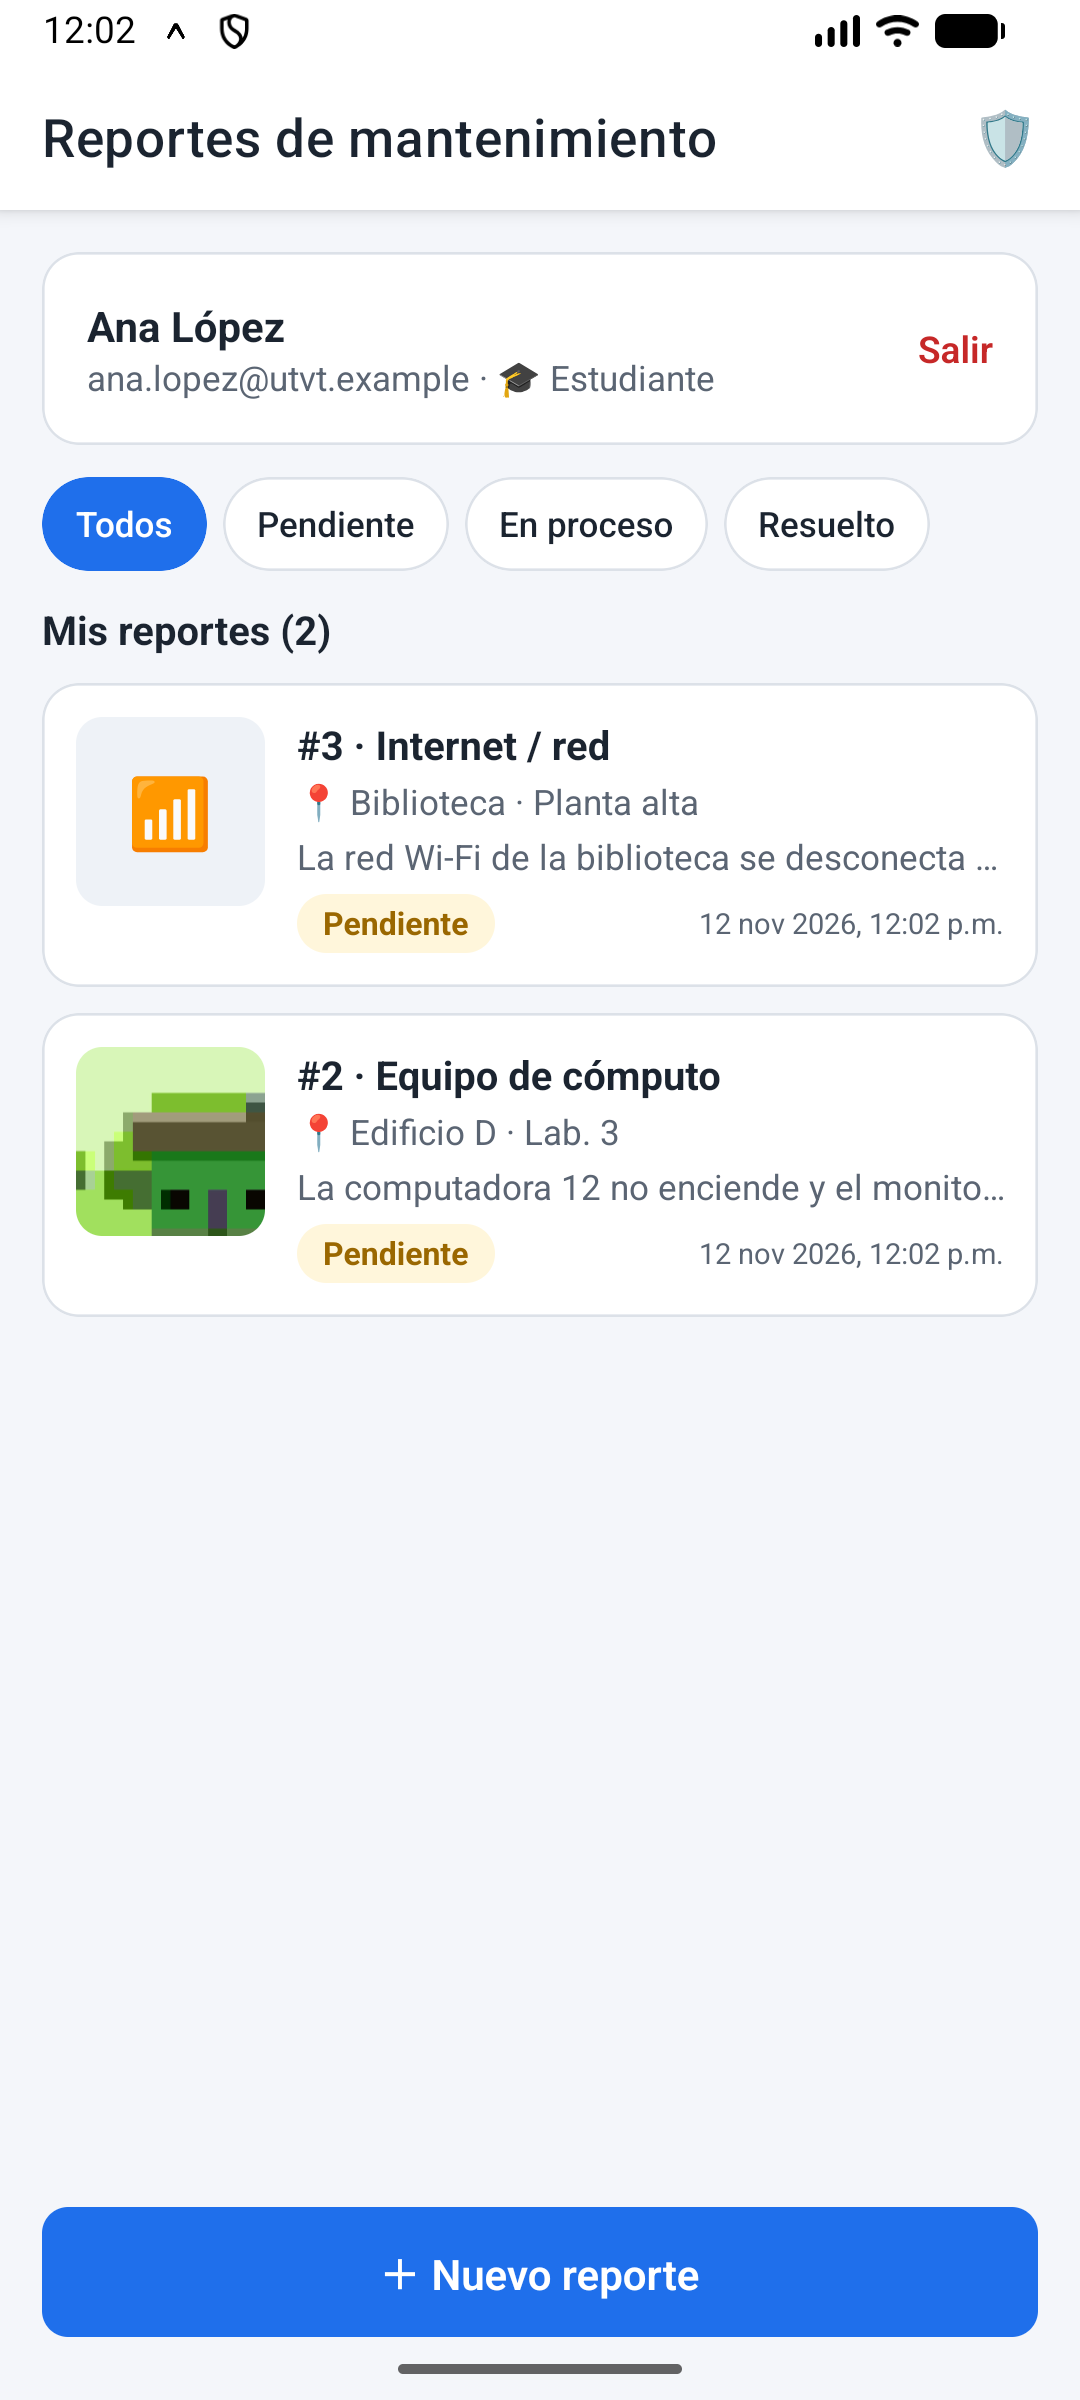 12:02
Reportes de mantenimiento
Ana López
ana.lopez@utvt.example · 🎓 Estudiante
Salir
Todos
Pendiente
En proceso
Resuelto
Mis reportes (2)
#3 · Internet / red
📍 Biblioteca · Planta alta
La red Wi-Fi de la biblioteca se desconecta ...
Pendiente
12 nov 2026, 12:02 p.m.
#2 · Equipo de cómputo
📍 Edificio D · Lab. 3
La computadora 12 no enciende y el monito...
Pendiente
12 nov 2026, 12:02 p.m.
+ Nuevo reporte